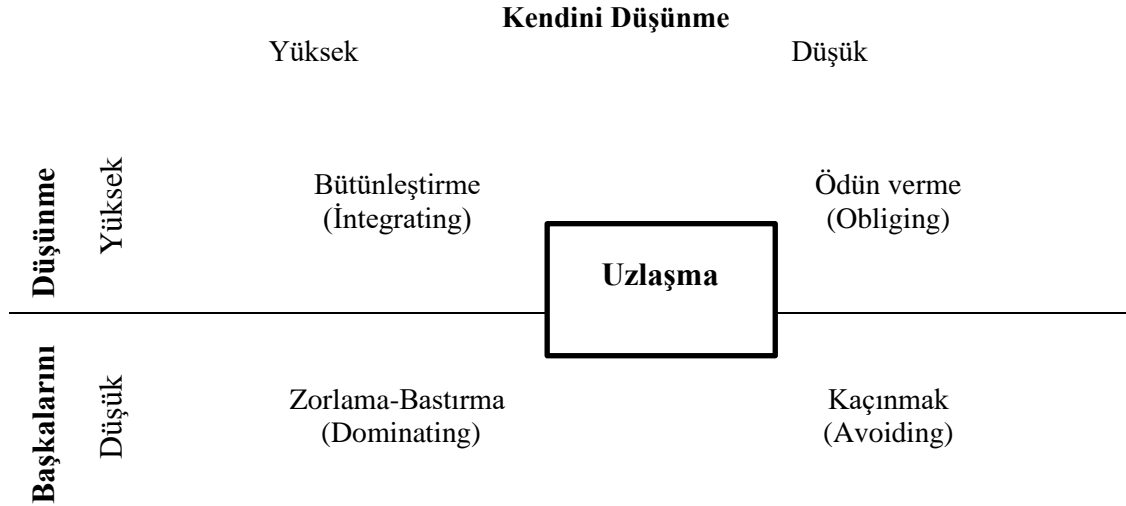 Kendini Düşünme
Yüksek
Düşük
Başkalarını Düşünme
Yüksek
Bütünleştirme
(İntegrating)
Ödün verme
(Obliging)
Uzlaşma
Düşük
Zorlama-Bastırma
(Dominating)
Kaçınmak
(Avoiding)